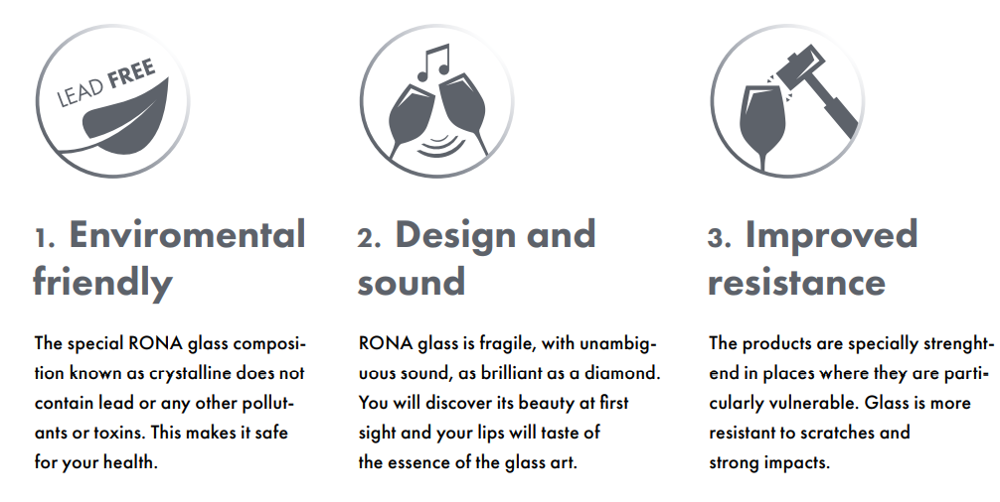 LEAD FREE
1. Enviromental
friendly
The special RONA glass composi-
tion known as crystalline does not
contain lead or any other pollut-
ants or toxins. This makes it safe
for your health.
2. Design and
sound
RONA glass is fragile, with unambig-
uous sound, as brilliant as a diamond.
You will discover its beauty at first
sight and your lips will taste of
the essence of the glass art.
3. Improved
resistance
The products are specially strenght-
end in places where they are parti-
cularly vulnerable. Glass is more
resistant to scratches and
strong impacts.